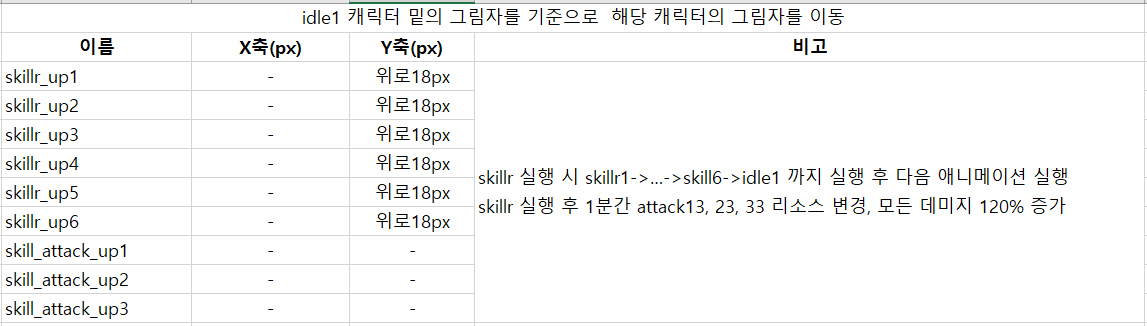 idle1 캐릭터 밑의 그림자를 기준으로 해당 캐릭터의 그림자를 이동
이름 X축(px) Y축(px) 비고
skillr_up1 - 위로18px
skillr_up2 - 위로18px
skillr_up3 - 위로18px
skillr_up4 - 위로18px
skillr_up5 - 위로18px
skillr_up6 - 위로18px
skill_attack_up1 - -
skill_attack_up2 - -
skill_attack_up3 - -
skillr 실행 시 skillr1->...->skill6->idle1 까지 실행 후 다음 애니메이션 실행
skillr 실행 후 1분간 attack13, 23, 33 리소스 변경, 모든 데미지 120% 증가